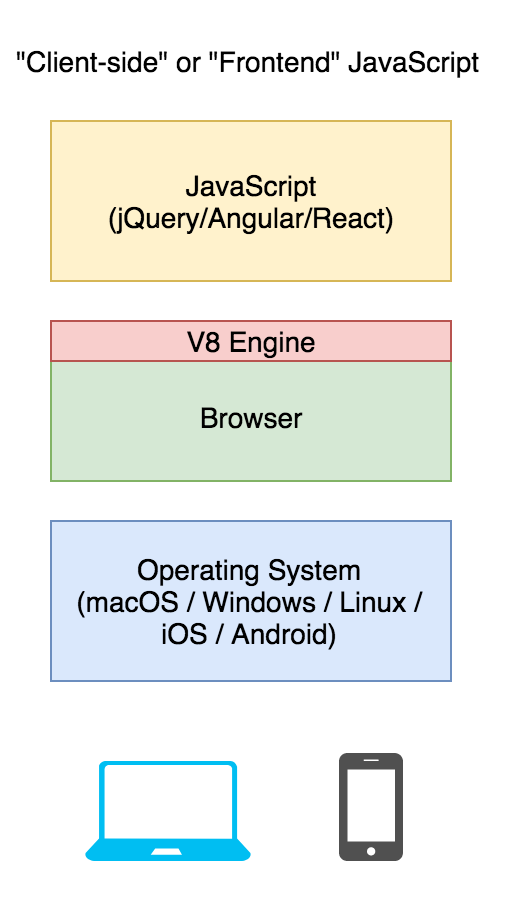 "Client-side" or "Frontend" JavaScript
JavaScript
(jQuery/Angular/React)
V8 Engine
Browser
Operating System
(macOS / Windows / Linux /
iOS / Android)